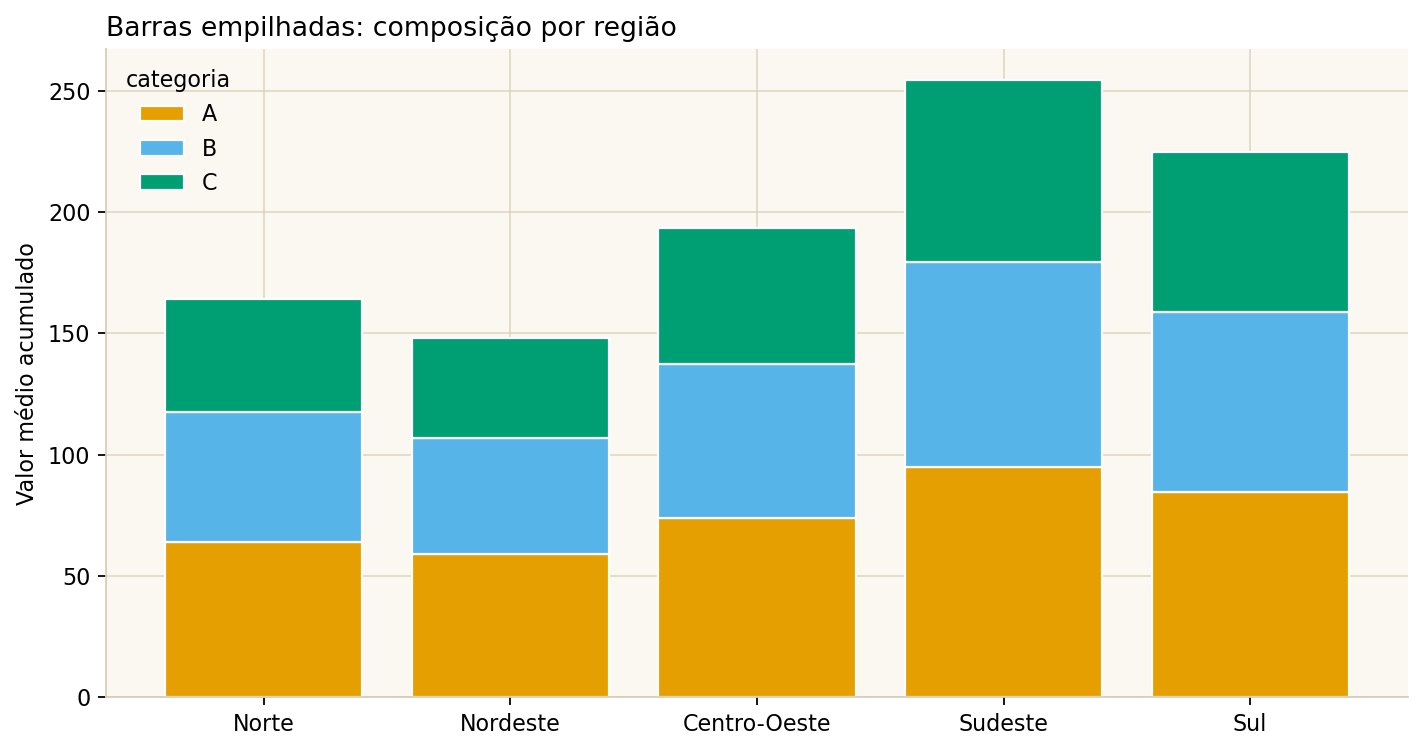 Barras empilhadas: composição por região
categoria
A
B
C
Valor médio acumulado
250
200
150
100
50
0
Norte
Nordeste
Centro-Oeste
Sudeste
Sul